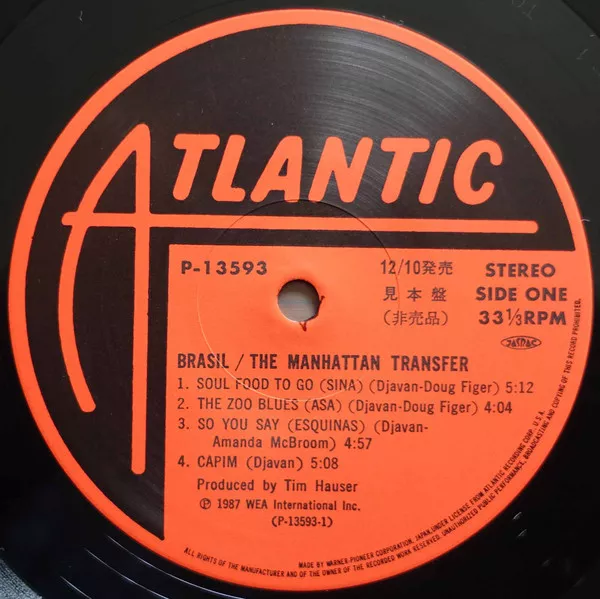 ATLANTIC
P-13593
12/10発売
見本盤
(非売品)
STEREO
SIDE ONE
33 1/3 RPM
JASRAC
BRASIL / THE MANHATTAN TRANSFER
1. SOUL FOOD TO GO (SINA) (Djavan-Doug Figer) 5:12
2. THE ZOO BLUES (ASA) (Djavan-Doug Figer) 4:04
3. SO YOU SAY (ESQUINAS) (Djavan-
Amanda McBroom) 4:57
4. CAPIM (Djavan) 5:08
Produced by Tim Hauser
Ⓟ 1987 WEA International Inc.
(P-13593-1)
MADE BY WARNER-PIONEER CORPORATION, JAPAN, UNDER LICENSE FROM ATLANTIC RECORDING CORP. U.S.A.
ALL RIGHTS OF THE MANUFACTURER AND OF THE OWNER OF THE RECORDED WORK RESERVED. UNAUTHORIZED PUBLIC PERFORMANCE, BROADCASTING AND COPYING OF THIS RECORD PROHIBITED.